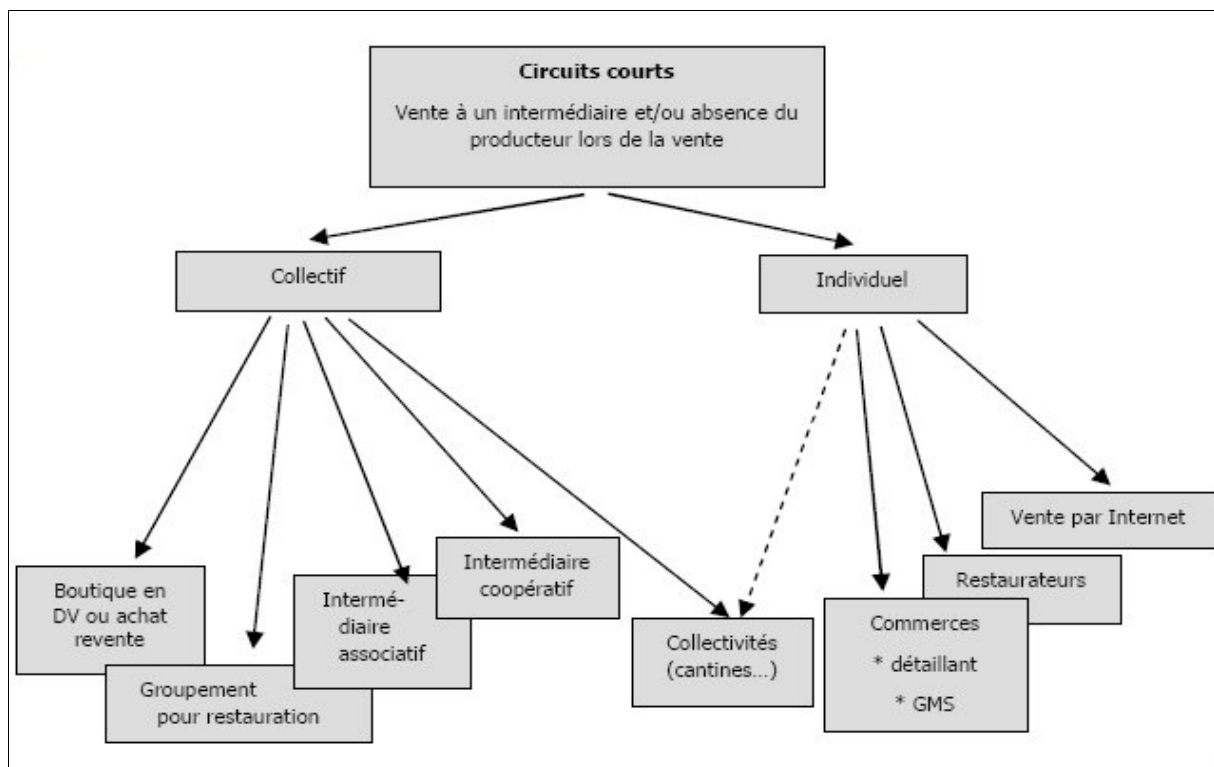 Circuits courts
Vente à un intermédiaire et/ou absence du
producteur lors de la vente
Collectif
Individuel
Boutique en
DV ou achat
revente
Groupement
pour restauration
Intermé-
diaire
associatif
Intermédiaire
coopératif
Collectivités
(cantines...)
Commerces
* détaillant
* GMS
Restaurateurs
Vente par Internet